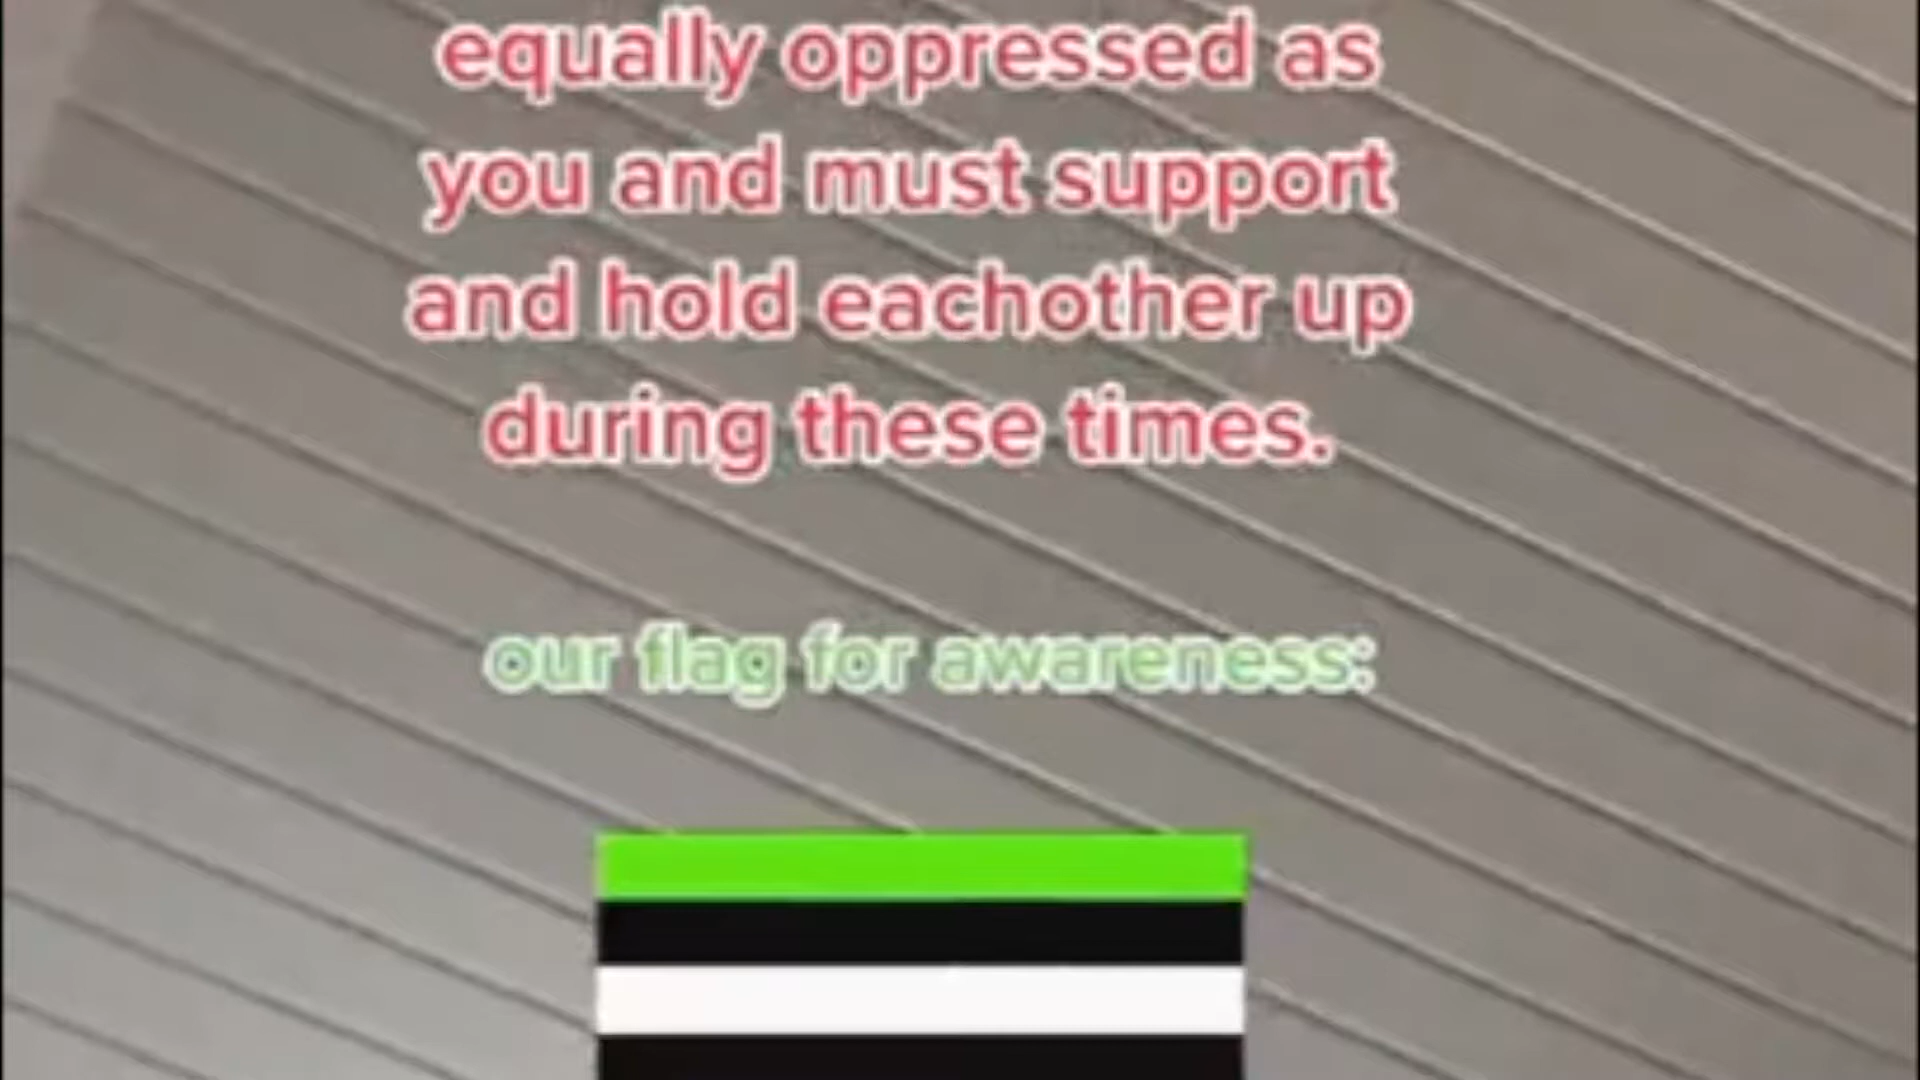 equally oppressed as
you and must support
and hold eachother up
during these times.
our flag for awareness: